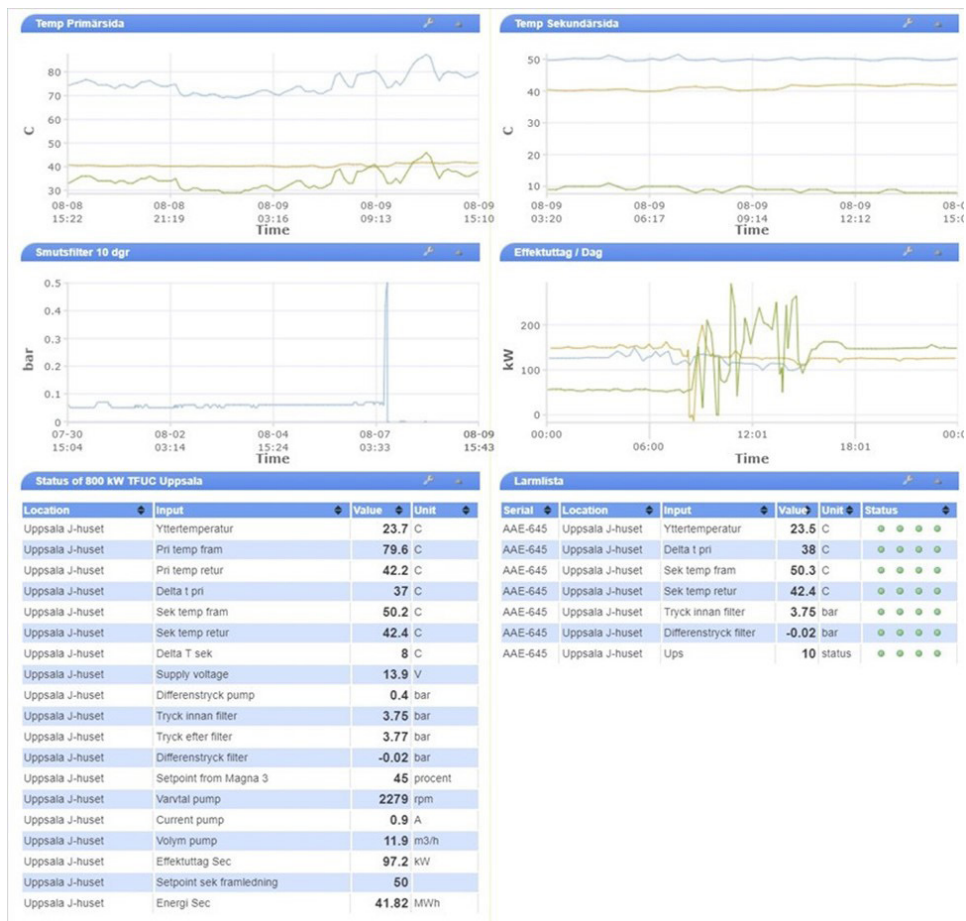 Temp Primärsida
80
70
60
50
40
30
C
08-08 08-08 08-09 08-09 08-09
15:22 21:19 03:16 09:13 15:10
Time
Temp Sekundärsida
50
40
30
20
10
C
08-09 08-09 08-09 08-09
03:20 06:17 09:14 12:12
Time
Smutsfilter 10 dgr
0.5
0.4
0.3
0.2
0.1
0
bar
07-30 08-02 08-04 08-07 08-09
15:04 03:14 15:24 03:33 15:43
Time
Effektuttag / Dag
200
100
0
kW
00:00 06:00 12:01 18:01
Time
Status of 800 kW TFUC Uppsala
Location Input Value Unit
Uppsala J-huset Yttertemperatur 23.7 C
Uppsala J-huset Pri temp fram 79.6 C
Uppsala J-huset Pri temp retur 42.2 C
Uppsala J-huset Delta t pri 37 C
Uppsala J-huset Sek temp fram 50.2 C
Uppsala J-huset Sek temp retur 42.4 C
Uppsala J-huset Delta T sek 8 C
Uppsala J-huset Supply voltage 13.9 V
Uppsala J-huset Differenstryck pump 0.4 bar
Uppsala J-huset Tryck innan filter 3.75 bar
Uppsala J-huset Tryck efter filter 3.77 bar
Uppsala J-huset Differenstryck filter -0.02 bar
Uppsala J-huset Setpoint from Magna 3 45 procent
Uppsala J-huset Varvtal pump 2279 rpm
Uppsala J-huset Current pump 0.9 A
Uppsala J-huset Volym pump 11.9 m3/h
Uppsala J-huset Effektuttag Sec 97.2 kW
Uppsala J-huset Setpoint sek framledning 50
Uppsala J-huset Energi Sec 41.82 MWh
Larmlista
Serial Location Input Value Unit Status
AAE-645 Uppsala J-huset Yttertemperatur 23.5 C
AAE-645 Uppsala J-huset Delta t pri 38 C
AAE-645 Uppsala J-huset Sek temp fram 50.3 C
AAE-645 Uppsala J-huset Sek temp retur 42.4 C
AAE-645 Uppsala J-huset Tryck innan filter 3.75 bar
AAE-645 Uppsala J-huset Differenstryck filter -0.02 bar
AAE-645 Uppsala J-huset Ups 10 status